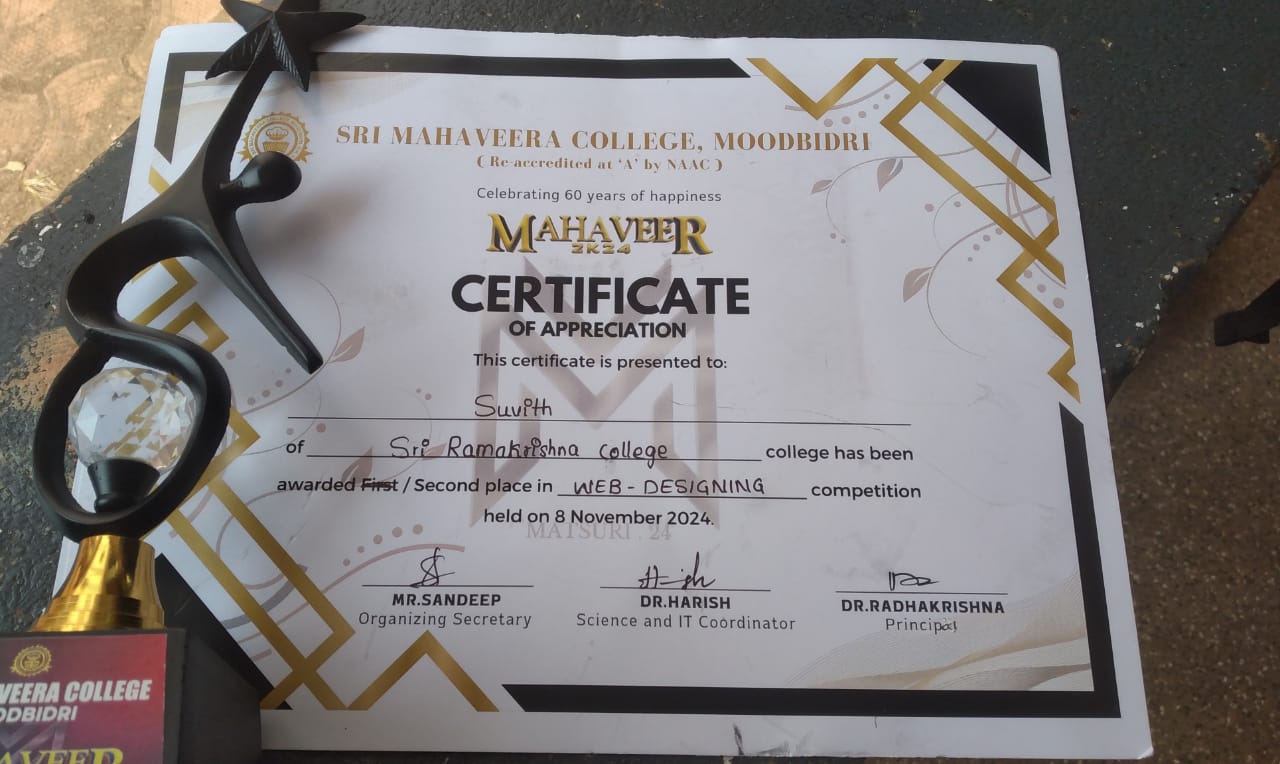 SRI MAHAVEERA COLLEGE, MOODBIDRI
( Re-accredited at 'A' by NAAC )
Celebrating 60 years of happiness
MAHAVEER
2K24
CERTIFICATE
OF APPRECIATION
This certificate is presented to:
Suvith
of Sri Ramakrishna college college has been
awarded First / Second place in WEB-DESIGNING competition
held on 8 November 2024.
MATSURI 24
MR.SANDEEP
Organizing Secretary
DR.HARISH
Science and IT Coordinator
DR.RADHAKRISHNA
Principal
VEERA COLLEGE
ODBIDRI
AVEER